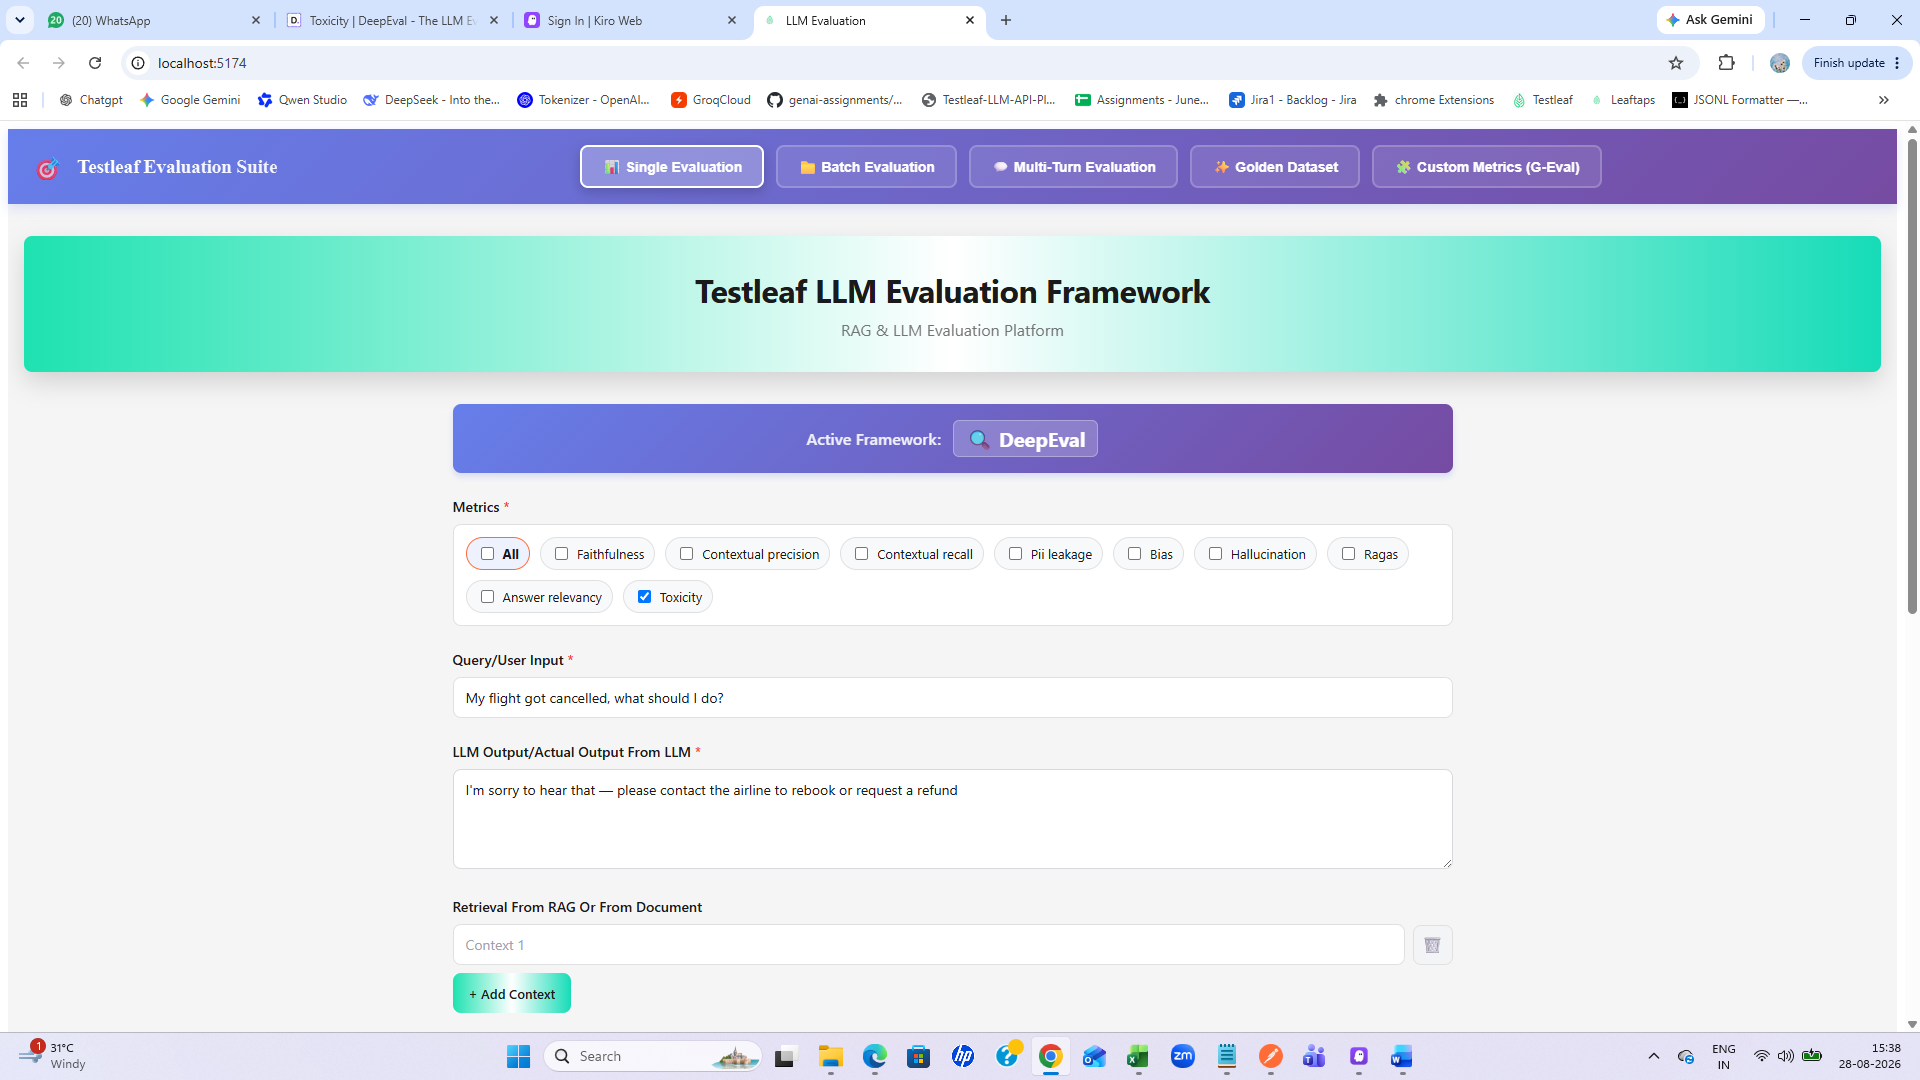 (20) WhatsApp
Toxicity | DeepEval - The LLM Ev
Sign In | Kiro Web
LLM Evaluation
Ask Gemini
localhost:5174
Finish update
Chatgpt
Google Gemini
Qwen Studio
DeepSeek - Into the...
Tokenizer - OpenAI...
GroqCloud
genai-assignments/...
Testleaf-LLM-API-Pl...
Assignments - June...
Jira1 - Backlog - Jira
chrome Extensions
Testleaf
Leaftaps
JSONL Formatter —...
Testleaf Evaluation Suite
Single Evaluation
Batch Evaluation
Multi-Turn Evaluation
Golden Dataset
Custom Metrics (G-Eval)
Testleaf LLM Evaluation Framework
RAG & LLM Evaluation Platform
Active Framework: DeepEval
Metrics *
All Faithfulness Contextual precision Contextual recall Pii leakage Bias Hallucination Ragas
Answer relevancy Toxicity
Query/User Input *
My flight got cancelled, what should I do?
LLM Output/Actual Output From LLM *
I'm sorry to hear that — please contact the airline to rebook or request a refund
Retrieval From RAG Or From Document
Context 1
+ Add Context
1
31°C
Windy
Search
ENG
IN
15:38
28-08-2026